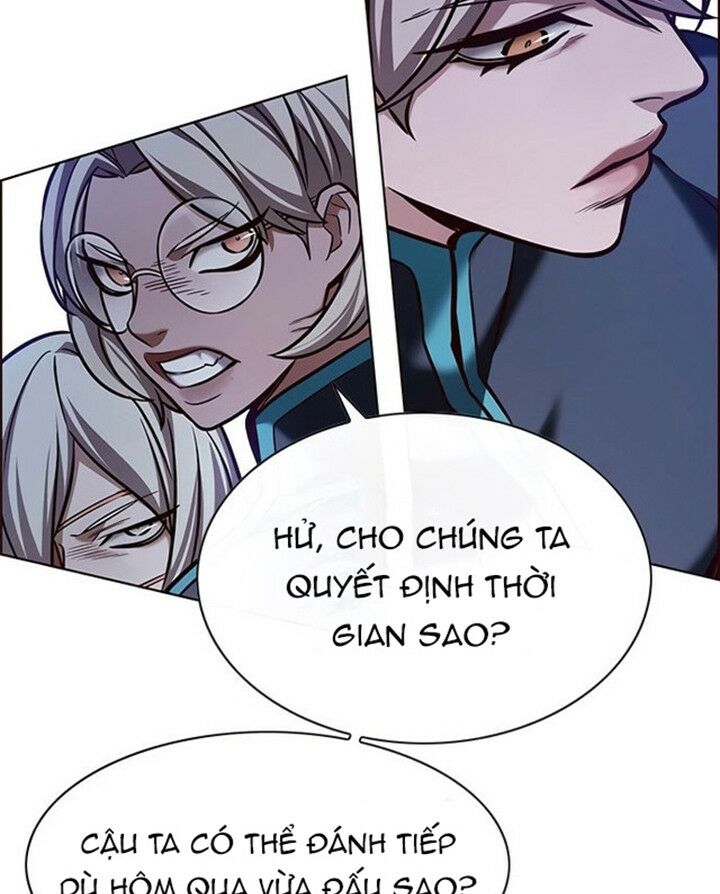 HỬ, CHO CHÚNG TA
QUYẾT ĐỊNH THỜI
GIAN SAO?
CẬU TA CÓ THỂ ĐÁNH TIẾP
DÙ HÔM QUA VỪA ĐẤU SAO?